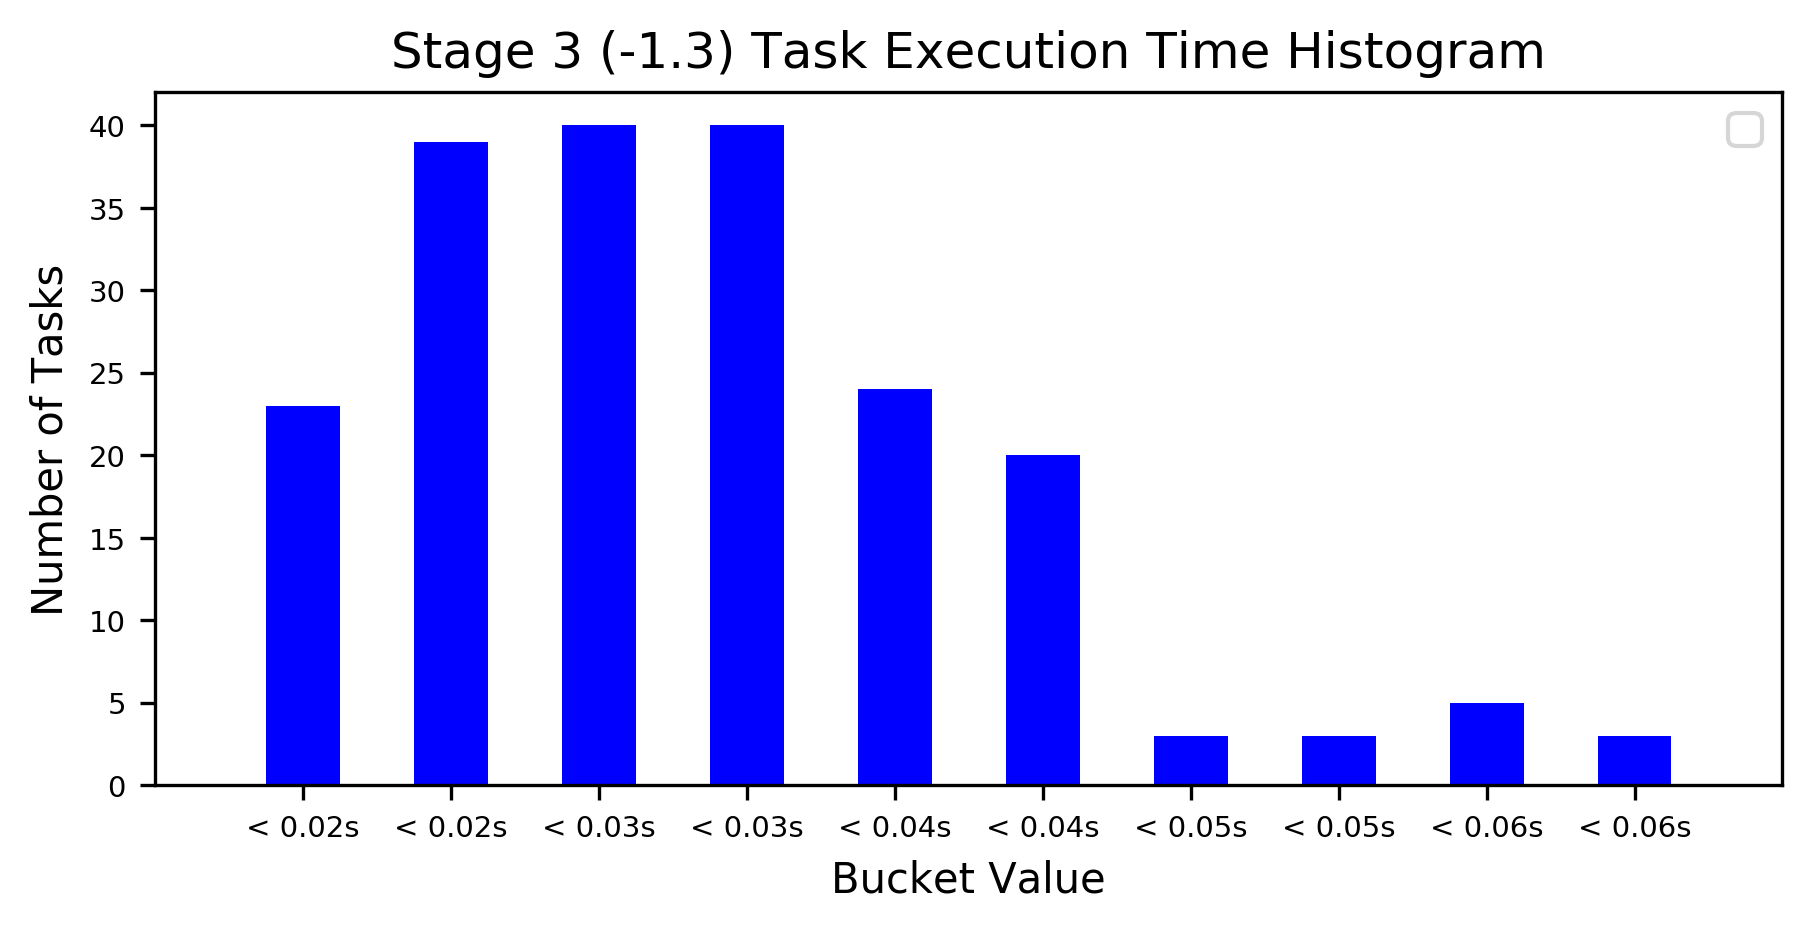 Stage 3 (-1.3) Task Execution Time Histogram
Number of Tasks
40
35
30
25
20
15
10
5
0
< 0.02s < 0.02s < 0.03s < 0.03s < 0.04s < 0.04s < 0.05s < 0.05s < 0.06s < 0.06s
Bucket Value